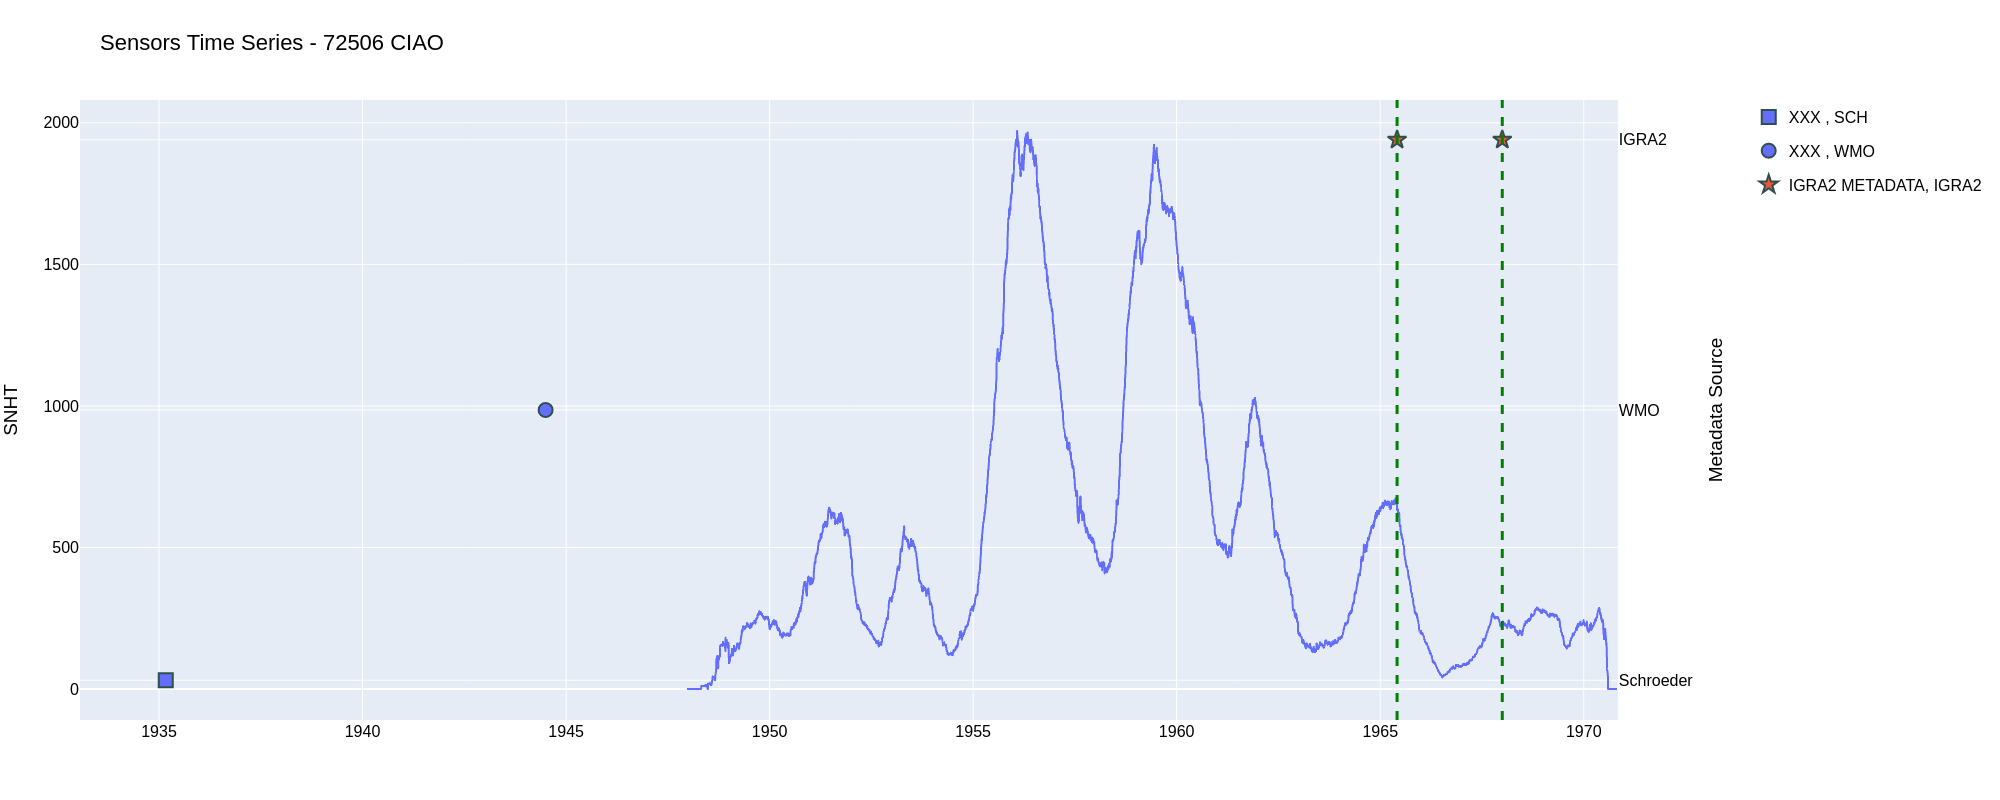 Sensors Time Series - 72506 CIAO
XXX , SCH
XXX , WMO
IGRA2 METADATA, IGRA2
SNHT
2000
1500
1000
500
0
IGRA2
WMO
Schroeder
Metadata Source
1935 1940 1945 1950 1955 1960 1965 1970